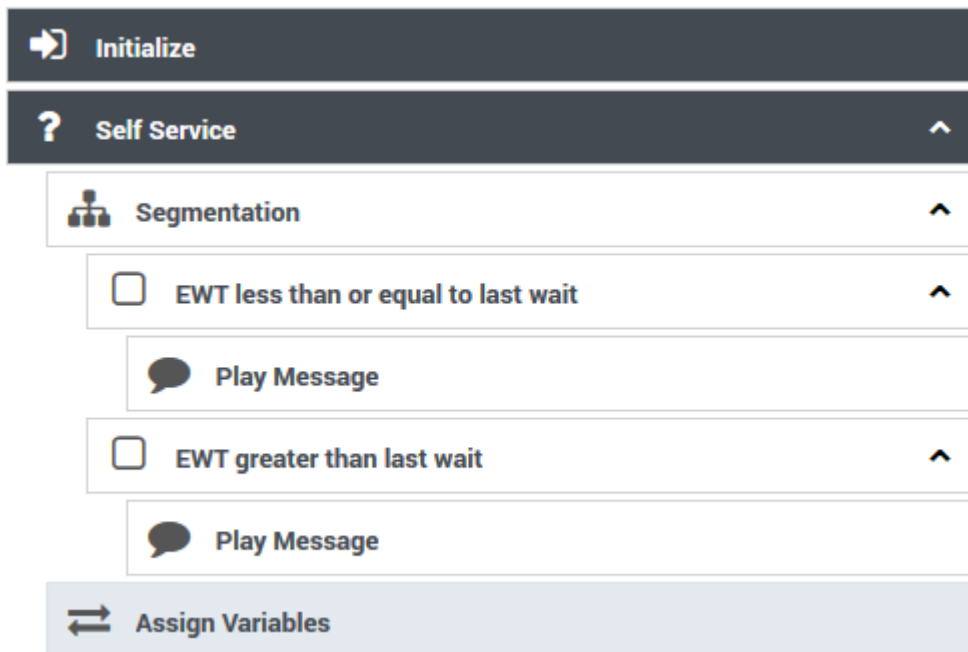 Initialize
? Self Service
Segmentation
EWT less than or equal to last wait
Play Message
EWT greater than last wait
Play Message
Assign Variables